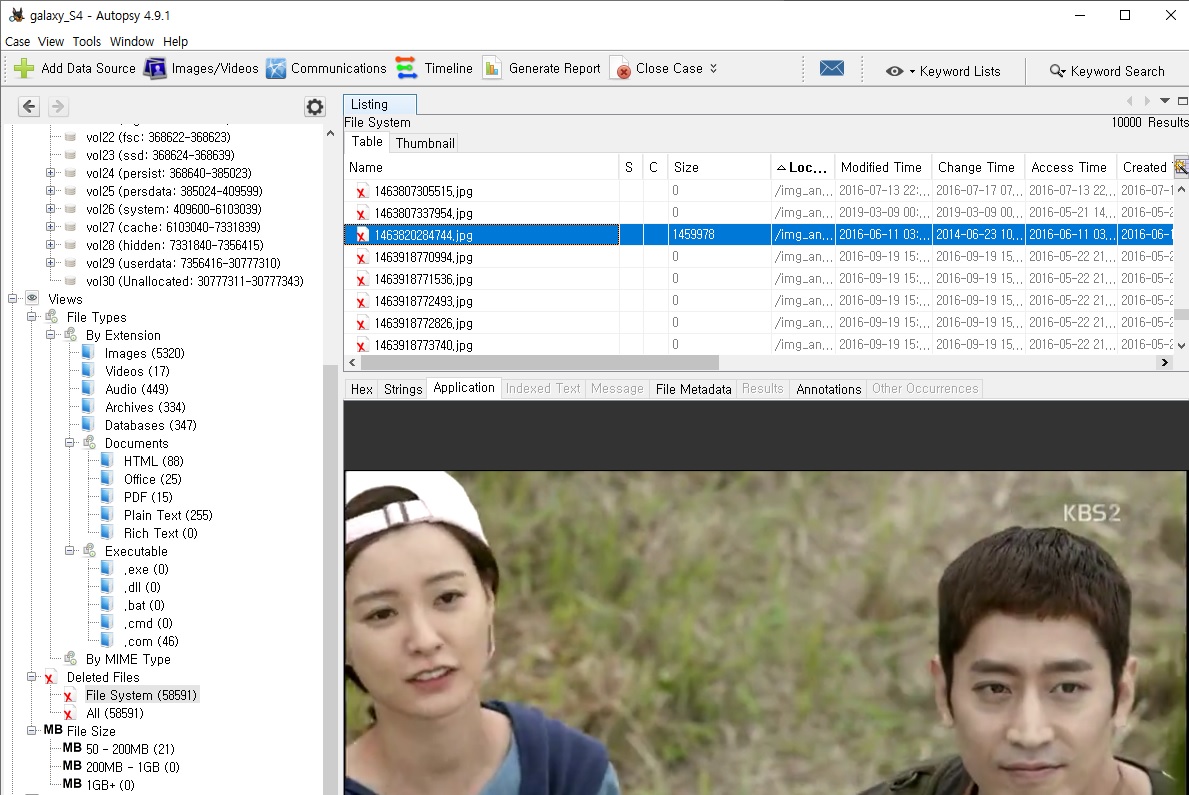 galaxy_S4 - Autopsy 4.9.1
Case View Tools Window Help
Add Data Source Images/Videos Communications Timeline Generate Report Close Case Keyword Lists Keyword Search
vol22 (fsc: 368622-368623)
vol23 (ssd: 368624-368639)
vol24 (persist: 368640-385023)
vol25 (persdata: 385024-409599)
vol26 (system: 409600-6103039)
vol27 (cache: 6103040-7331839)
vol28 (hidden: 7331840-7356415)
vol29 (userdata: 7356416-30777310)
vol30 (Unallocated: 30777311-30777343)
Views
File Types
By Extension
Images (5320)
Videos (17)
Audio (449)
Archives (334)
Databases (347)
Documents
HTML (88)
Office (25)
PDF (15)
Plain Text (255)
Rich Text (0)
Executable
.exe (0)
.dll (0)
.bat (0)
.cmd (0)
.com (46)
By MIME Type
Deleted Files
File System (58591)
All (58591)
MB File Size
MB 50 - 200MB (21)
MB 200MB - 1GB (0)
MB 1GB+ (0)
Listing
File System
10000 Results
Table Thumbnail
Name S C Size Loc... Modified Time Change Time Access Time Created
1463807305515.jpg 0 /img_an... 2016-07-13 22:... 2016-07-17 07... 2016-07-13 22... 2016-07-1
1463807337954.jpg 0 /img_an... 2019-03-09 00:... 2019-03-09 00... 2016-05-21 14... 2016-05-2
1463820284744.jpg 1459978 /img_an... 2016-06-11 03:... 2014-06-23 10... 2016-06-11 03... 2016-06-1
1463918770994.jpg 0 /img_an... 2016-09-19 15:... 2016-09-19 15... 2016-05-22 21... 2016-05-2
1463918771536.jpg 0 /img_an... 2016-09-19 15:... 2016-09-19 15... 2016-05-22 21... 2016-05-2
1463918772493.jpg 0 /img_an... 2016-09-19 15:... 2016-09-19 15... 2016-05-22 21... 2016-05-2
1463918772826.jpg 0 /img_an... 2016-09-19 15:... 2016-09-19 15... 2016-05-22 21... 2016-05-2
1463918773740.jpg 0 /img_an... 2016-09-19 15:... 2016-09-19 15... 2016-05-22 21... 2016-05-2
Hex Strings Application Indexed Text Message File Metadata Results Annotations Other Occurrences
KBS2